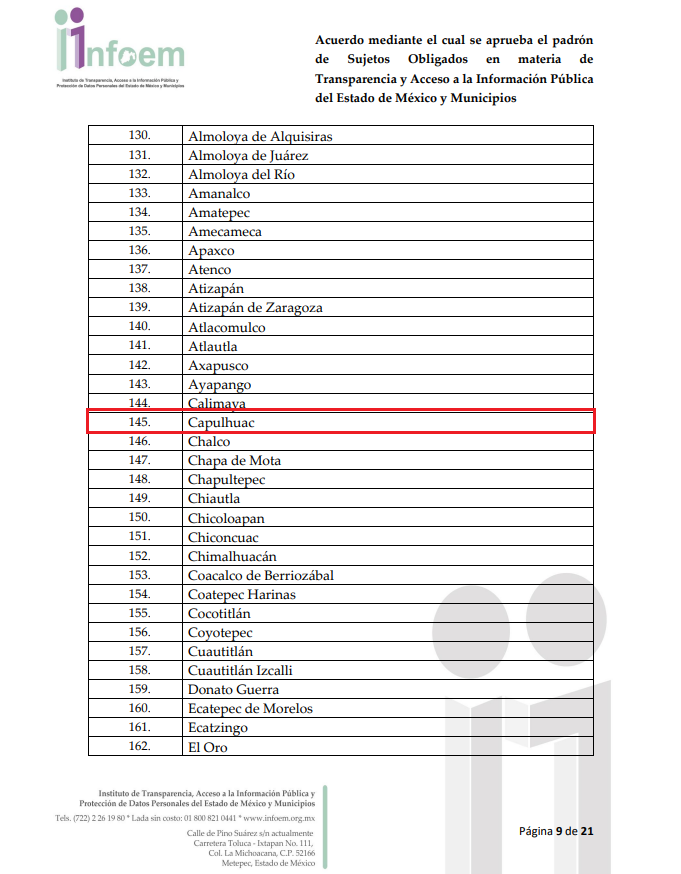 infoem
Instituto de Transparencia, Acceso a la Información Pública y
Protección de Datos Personales del Estado de México y Municipios
Acuerdo mediante el cual se aprueba el padrón
de Sujetos Obligados en materia de
Transparencia y Acceso a la Información Pública
del Estado de México y Municipios
130. Almoloya de Alquisiras
131. Almoloya de Juárez
132. Almoloya del Río
133. Amanalco
134. Amatepec
135. Amecameca
136. Apaxco
137. Atenco
138. Atizapán
139. Atizapán de Zaragoza
140. Atlacomulco
141. Atlautla
142. Axapusco
143. Ayapango
144. Calimaya
145. Capulhuac
146. Chalco
147. Chapa de Mota
148. Chapultepec
149. Chiautla
150. Chicoloapan
151. Chiconcuac
152. Chimalhuacán
153. Coacalco de Berriozábal
154. Coatepec Harinas
155. Cocotitlán
156. Coyotepec
157. Cuautitlán
158. Cuautitlán Izcalli
159. Donato Guerra
160. Ecatepec de Morelos
161. Ecatzingo
162. El Oro
Instituto de Transparencia, Acceso a la Información Pública y
Protección de Datos Personales del Estado de México y Municipios
Tels. (722) 2 26 19 80 * Lada sin costo: 01 800 821 0441 * www.infoem.org.mx
Calle de Pino Suárez s/n actualmente
Carretera Toluca - Ixtapan No. 111,
Col. La Michoacana, C.P. 52166
Metepec, Estado de México
Página 9 de 21